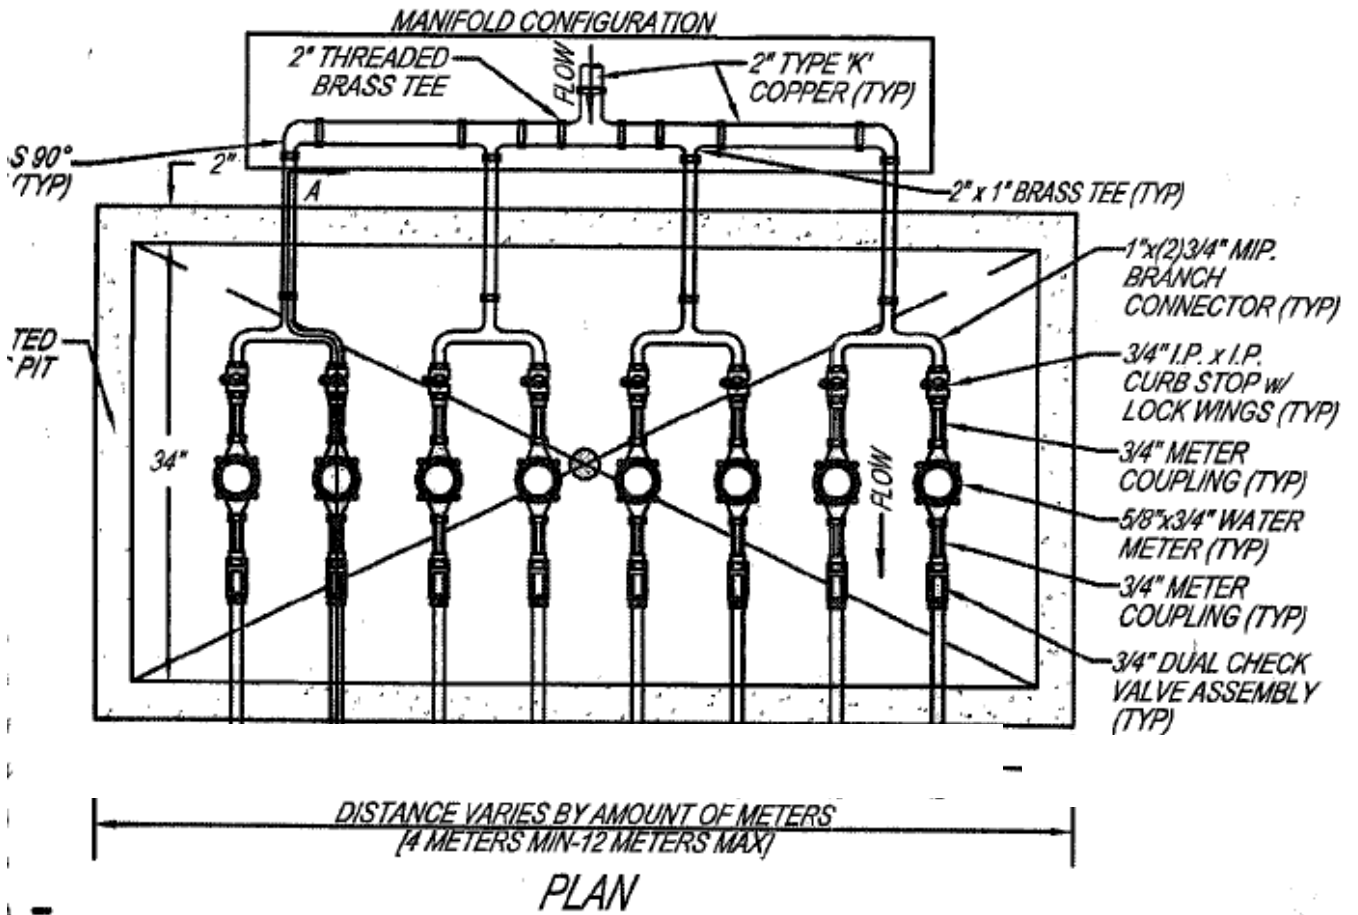 MANIFOLD CONFIGURATION
2" THREADED
BRASS TEE
FLOW
2" TYPE 'K'
COPPER (TYP)
S 90°
(TYP)
2"
A
2" x 1" BRASS TEE (TYP)
1"x(2)3/4" MIP.
BRANCH
CONNECTOR (TYP)
TED
PIT
3/4" I.P. x I.P.
CURB STOP w/
LOCK WINGS (TYP)
34"
3/4" METER
COUPLING (TYP)
FLOW
5/8"x3/4" WATER
METER (TYP)
3/4" METER
COUPLING (TYP)
3/4" DUAL CHECK
VALVE ASSEMBLY
(TYP)
DISTANCE VARIES BY AMOUNT OF METERS
[4 METERS MIN-12 METERS MAX]
PLAN